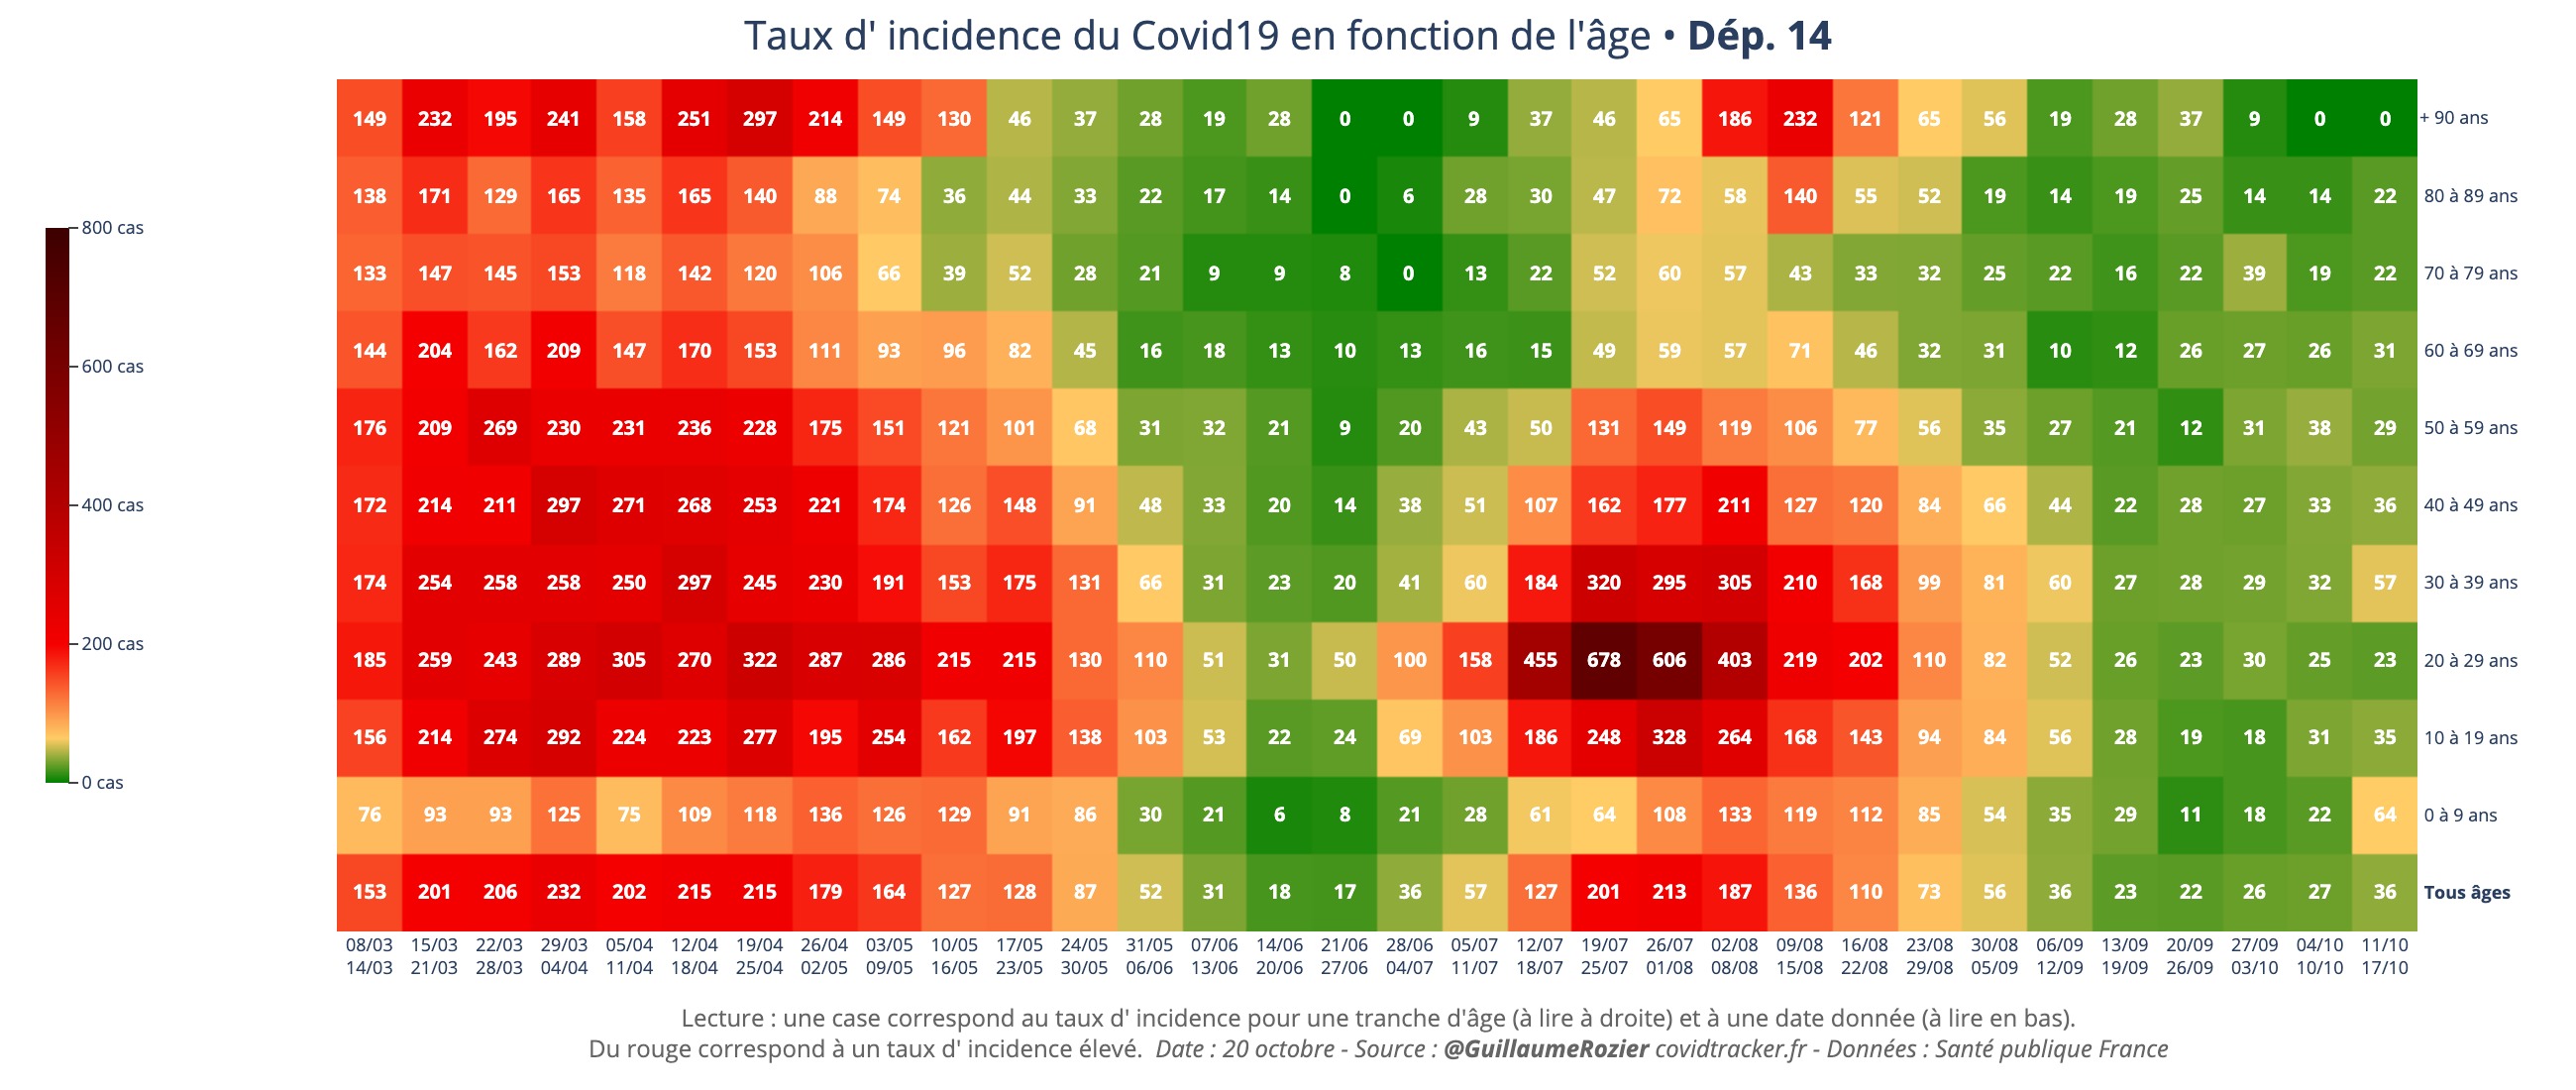 Taux d' incidence du Covid19 en fonction de l'âge • Dép. 14
800 cas
600 cas
400 cas
200 cas
0 cas
149 232 195 241 158 251 297 214 149 130 46 37 28 19 28 0 0 9 37 46 65 186 232 121 65 56 19 28 37 9 0 0 + 90 ans
138 171 129 165 135 165 140 88 74 36 44 33 22 17 14 0 6 28 30 47 72 58 140 55 52 19 14 19 25 14 14 22 80 à 89 ans
133 147 145 153 118 142 120 106 66 39 52 28 21 9 9 8 0 13 22 52 60 57 43 33 32 25 22 16 22 39 19 22 70 à 79 ans
144 204 162 209 147 170 153 111 93 96 82 45 16 18 13 10 13 16 15 49 59 57 71 46 32 31 10 12 26 27 26 31 60 à 69 ans
176 209 269 230 231 236 228 175 151 121 101 68 31 32 21 9 20 43 50 131 149 119 106 77 56 35 27 21 12 31 38 29 50 à 59 ans
172 214 211 297 271 268 253 221 174 126 148 91 48 33 20 14 38 51 107 162 177 211 127 120 84 66 44 22 28 27 33 36 40 à 49 ans
174 254 258 258 250 297 245 230 191 153 175 131 66 31 23 20 41 60 184 320 295 305 210 168 99 81 60 27 28 29 32 57 30 à 39 ans
185 259 243 289 305 270 322 287 286 215 215 130 110 51 31 50 100 158 455 678 606 403 219 202 110 82 52 26 23 30 25 23 20 à 29 ans
156 214 274 292 224 223 277 195 254 162 197 138 103 53 22 24 69 103 186 248 328 264 168 143 94 84 56 28 19 18 31 35 10 à 19 ans
76 93 93 125 75 109 118 136 126 129 91 86 30 21 6 8 21 28 61 64 108 133 119 112 85 54 35 29 11 18 22 64 0 à 9 ans
153 201 206 232 202 215 215 179 164 127 128 87 52 31 18 17 36 57 127 201 213 187 136 110 73 56 36 23 22 26 27 36 Tous âges
08/03 15/03 22/03 29/03 05/04 12/04 19/04 26/04 03/05 10/05 17/05 24/05 31/05 07/06 14/06 21/06 28/06 05/07 12/07 19/07 26/07 02/08 09/08 16/08 23/08 30/08 06/09 13/09 20/09 27/09 04/10 11/10
14/03 21/03 28/03 04/04 11/04 18/04 25/04 02/05 09/05 16/05 23/05 30/05 06/06 13/06 20/06 27/06 04/07 11/07 18/07 25/07 01/08 08/08 15/08 22/08 29/08 05/09 12/09 19/09 26/09 03/10 10/10 17/10
Lecture : une case correspond au taux d' incidence pour une tranche d'âge (à lire à droite) et à une date donnée (à lire en bas).
Du rouge correspond à un taux d' incidence élevé. Date : 20 octobre - Source : @GuillaumeRozier covidtracker.fr - Données : Santé publique France